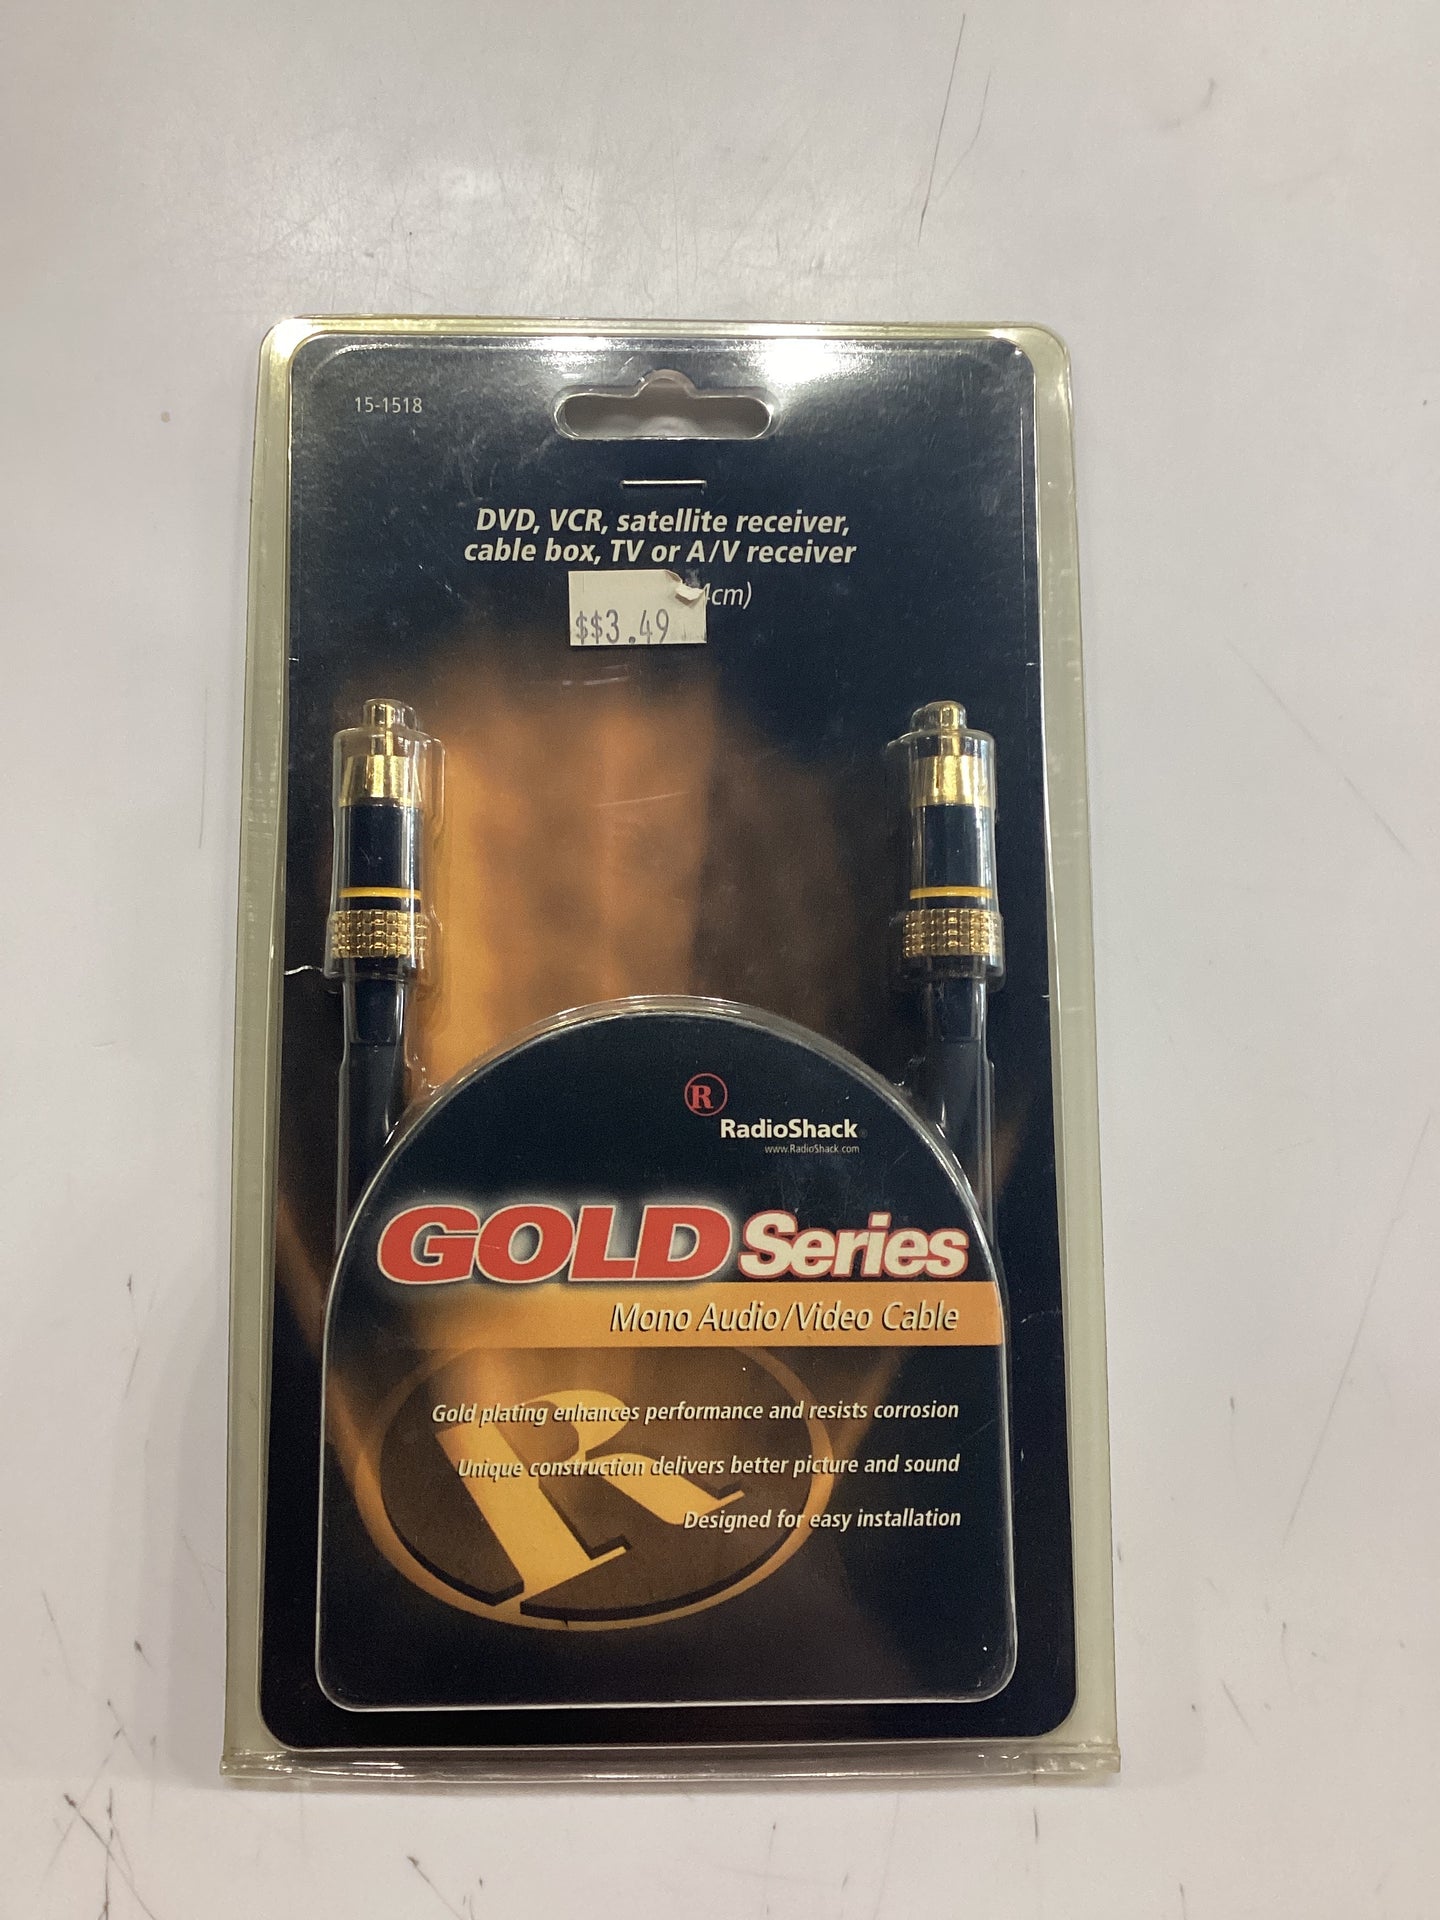 15-1518
DVD, VCR, satellite receiver,
cable box, TV or A/V receiver
4cm)
$$3.49
R
RadioShack
www.RadioShack.com
GOLD Series
Mono Audio/Video Cable
Gold plating enhances performance and resists corrosion
Unique construction delivers better picture and sound
Designed for easy installation
R